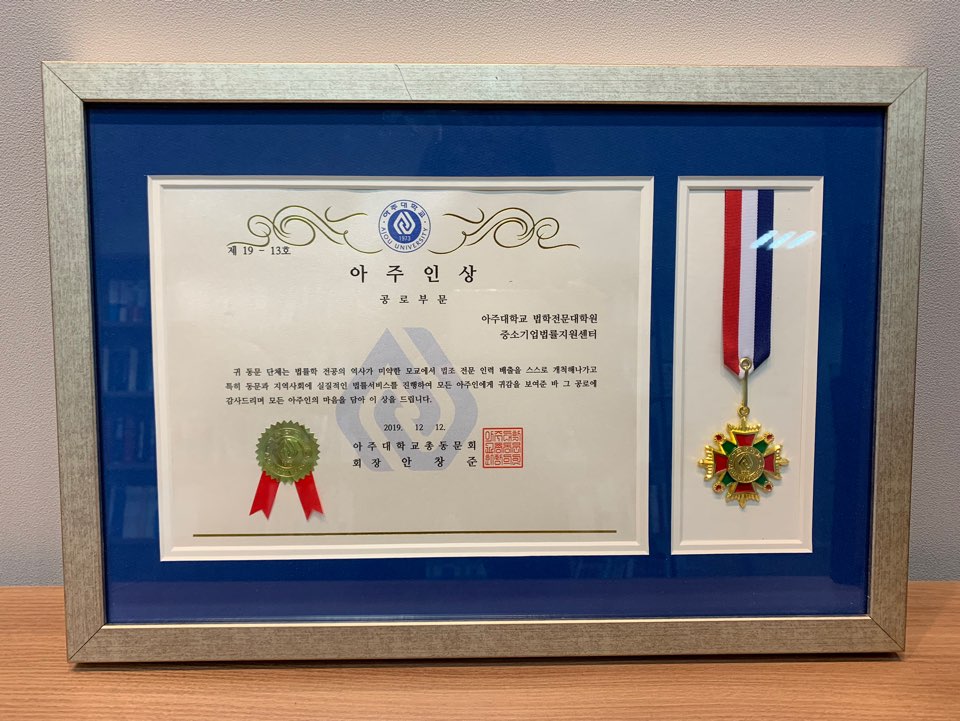 아주대학교
AJOU UNIVERSITY
1973
제 19 - 13호
아 주 인 상
공 로 부 문
아주대학교 법학전문대학원
중소기업법률지원센터
귀 동문 단체는 법률학 전공의 역사가 미약한 모교에서 법조 전문 인력 배출을 스스로 개척해나가고
특히 동문과 지역사회에 실질적인 법률서비스를 진행하여 모든 아주인에게 귀감을 보여준 바 그 공로에
감사드리며 모든 아주인의 마음을 담아 이 상을 드립니다.
2019. 12. 12.
아 주 대 학 교 총 동 문 회
회 장 안 창 준